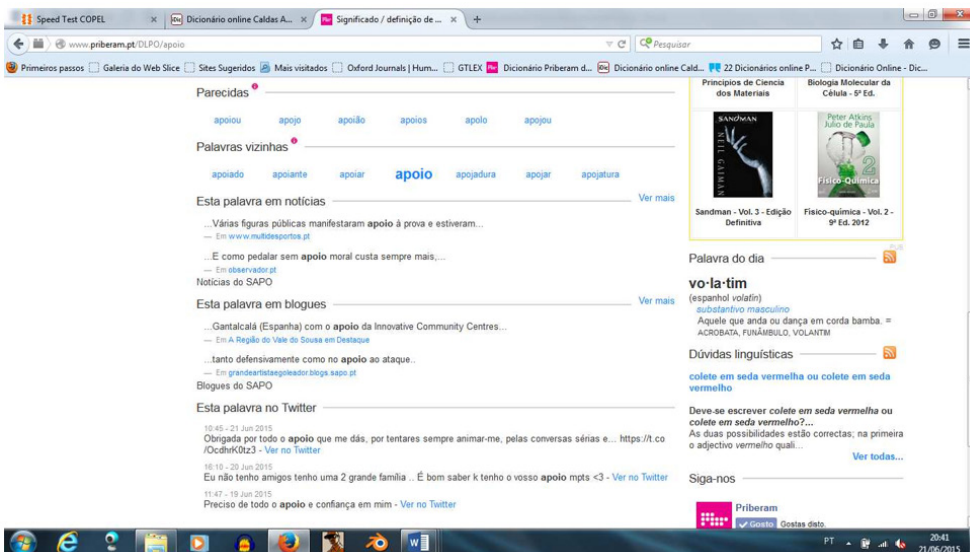 Speed Test COPEL
Dicionário online Caldas A...
Significado / definição de ...
www.priberam.pt/DLPO/apoio
Pesquisar
Primeiros passos
Galeria do Web Slice
Sites Sugeridos
Mais visitados
Oxford Journals | Hum...
GTLEX
Dicionário Priberam d...
Dicionário online Cald...
22 Dicionários online P...
Dicionário Online - Dic...
Parecidas
apoiou apojo apoião apoios apolo apojou
Palavras vizinhas
apoiado apoiante apoiar apoio apojadura apojar apojatura
Esta palavra em notícias
Ver mais
...Várias figuras públicas manifestaram apoio à prova e estiveram...
— Em www.multidesportos.pt
...E como pedalar sem apoio moral custa sempre mais,...
— Em observador.pt
Notícias do SAPO
Esta palavra em blogues
Ver mais
...Gantalcalá (Espanha) com o apoio da Innovative Community Centres...
— Em A Região do Vale do Sousa em Destaque
...tanto defensivamente como no apoio ao ataque..
— Em grandeartistaegoleador.blogs.sapo.pt
Blogues do SAPO
Esta palavra no Twitter
10:45 - 21 Jun 2015
Obrigada por todo o apoio que me dás, por tentares sempre animar-me, pelas conversas sérias e... https://t.co
/OcdhrK0tz3 - Ver no Twitter
16:10 - 20 Jun 2015
Eu não tenho amigos tenho uma 2 grande família .. É bom saber k tenho o vosso apoio mpts <3 - Ver no Twitter
11:47 - 19 Jun 2015
Preciso de todo o apoio e confiança em mim - Ver no Twitter
Principios de Ciencia
dos Materiais
Biologia Molecular da
Célula - 5ª Ed.
SANDMAN
NEIL GAIMAN
Peter Atkins
Julio de Paula
2
Físico-Química
Sandman - Vol. 3 - Edição
Definitiva
Físico-química - Vol. 2 -
9ª Ed. 2012
PUB
Palavra do dia
vo·la·tim
(espanhol volatín)
substantivo masculino
Aquele que anda ou dança em corda bamba. =
ACROBATA, FUNÂMBULO, VOLANTIM
Dúvidas linguísticas
colete em seda vermelha ou colete em seda
vermelho
Deve-se escrever colete em seda vermelha ou
colete em seda vermelho?...
As duas possibilidades estão correctas; na primeira
o adjectivo vermelho quali...
Ver todas...
Siga-nos
Priberam
Gosto Gostas disto.
PT
20:41
21/06/2015